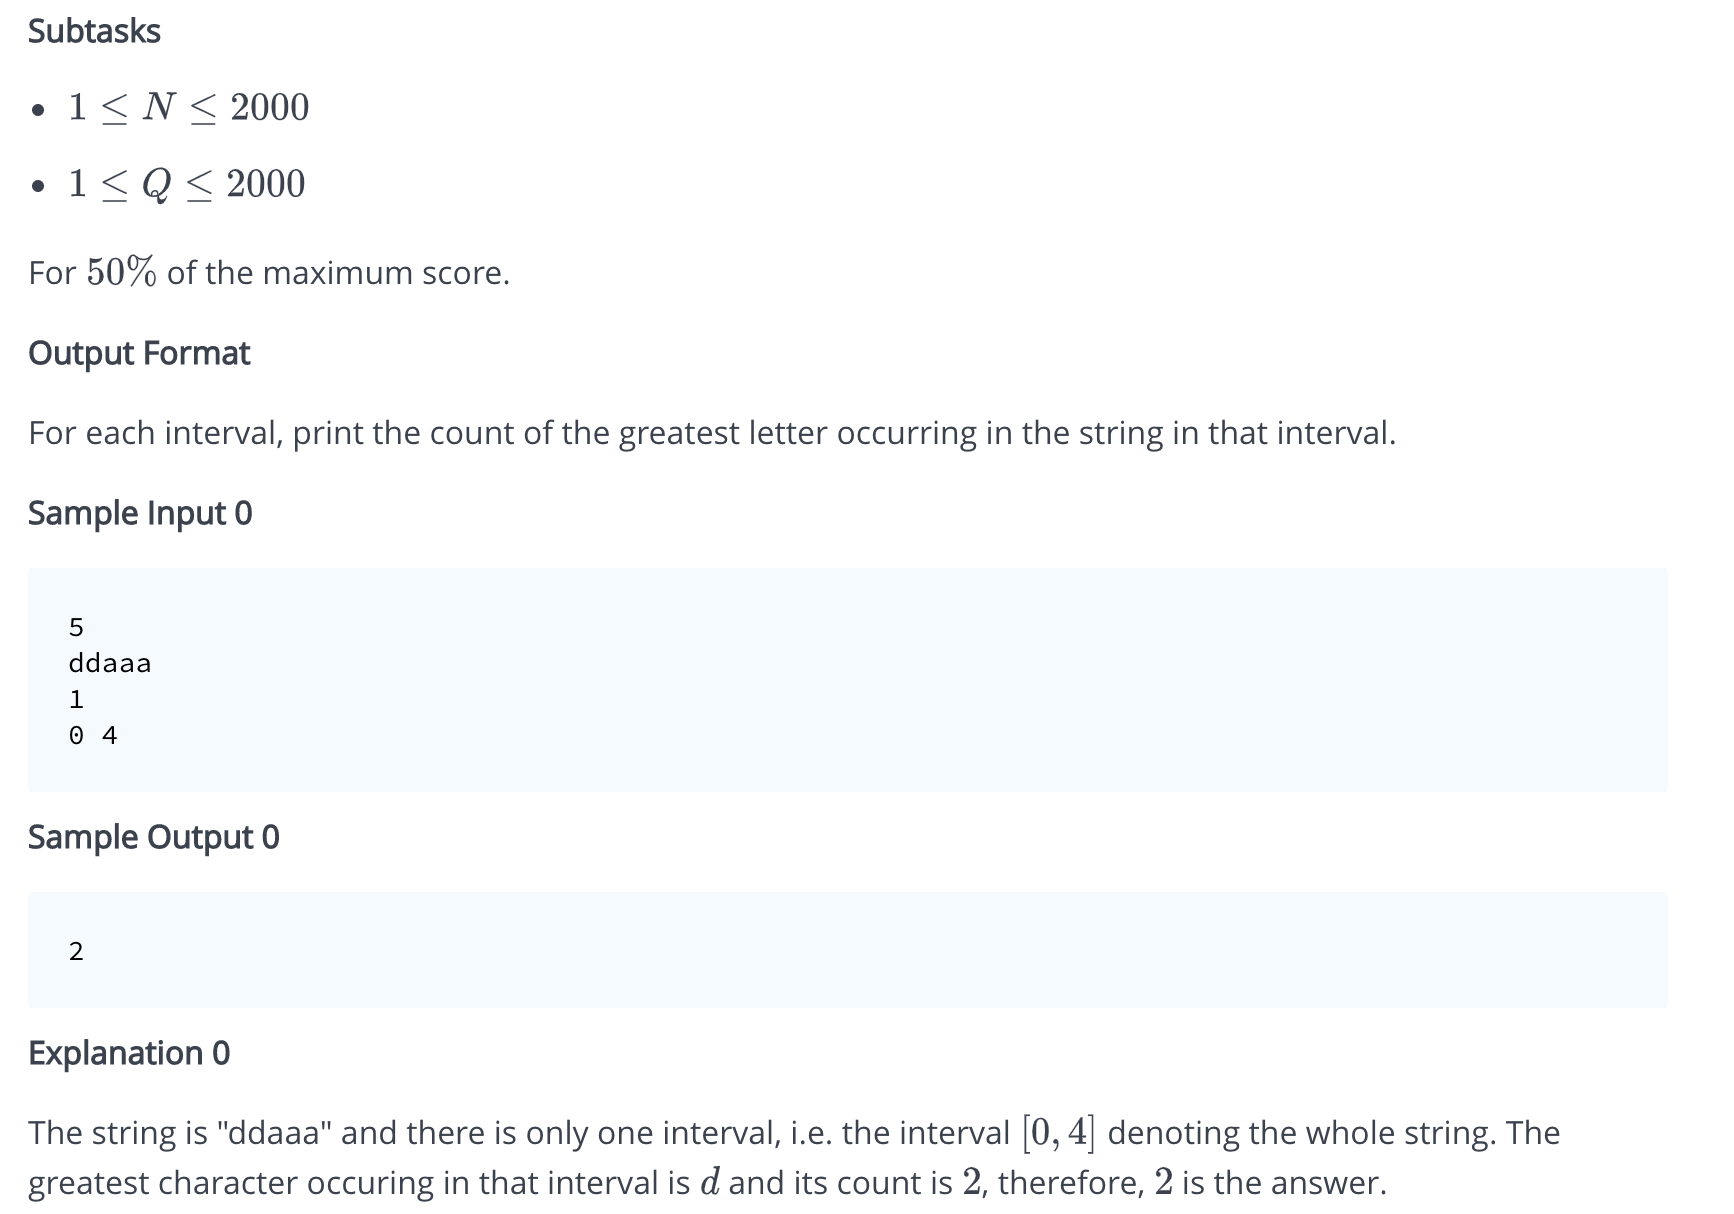 Subtasks
• 1 ≤ N ≤ 2000
• 1 ≤ Q ≤ 2000
For 50% of the maximum score.
Output Format
For each interval, print the count of the greatest letter occurring in the string in that interval.
Sample Input 0
5
ddaaa
1
0 4
Sample Output 0
2
Explanation 0
The string is "ddaaa" and there is only one interval, i.e. the interval [0, 4] denoting the whole string. The
greatest character occuring in that interval is d and its count is 2, therefore, 2 is the answer.